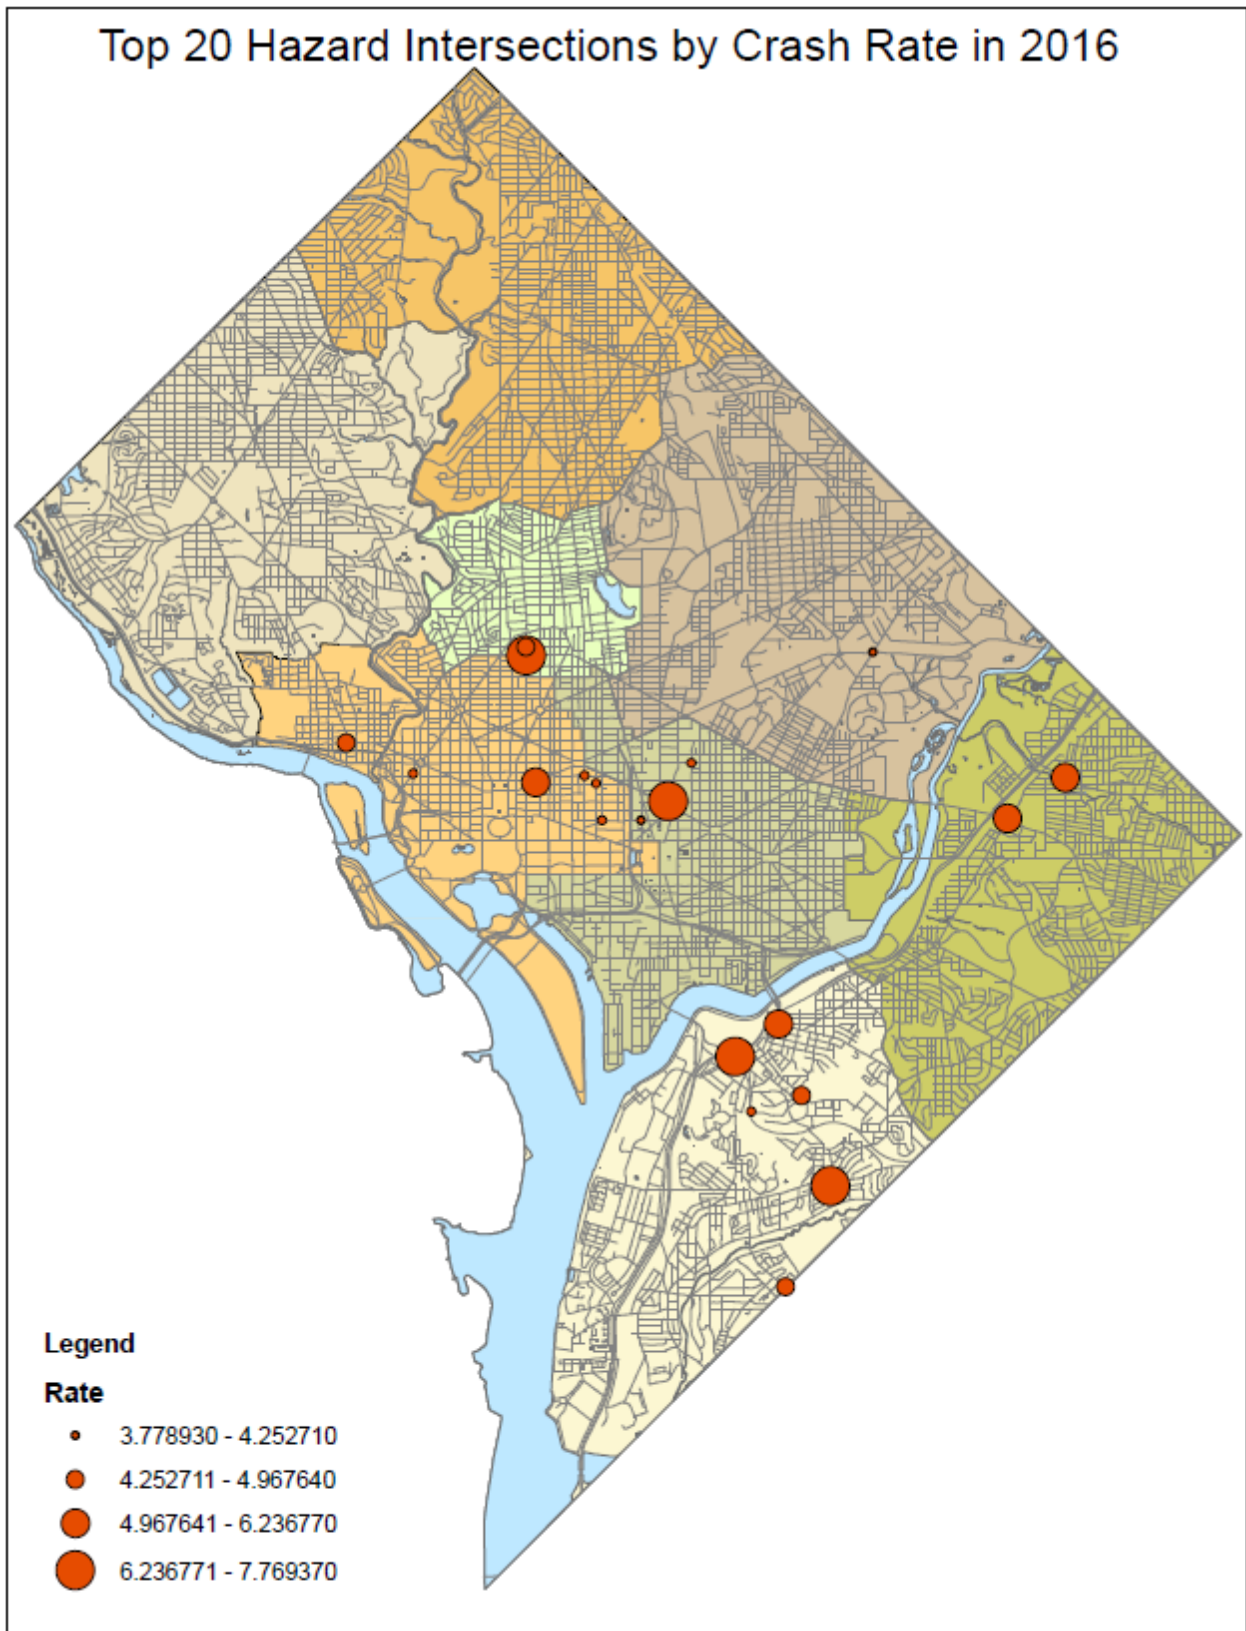 Top 20 Hazard Intersections by Crash Rate in 2016
Legend
Rate
3.778930 - 4.252710
4.252711 - 4.967640
4.967641 - 6.236770
6.236771 - 7.769370